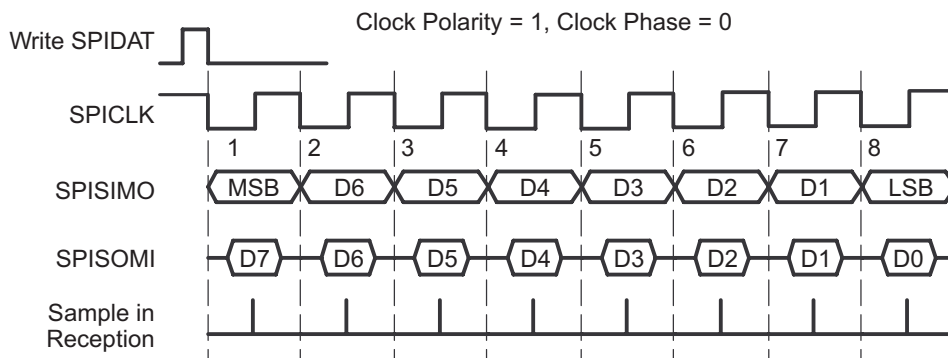 Clock Polarity = 1, Clock Phase = 0
Write SPIDAT
SPICLK
1 2 3 4 5 6 7 8
SPISIMO MSB D6 D5 D4 D3 D2 D1 LSB
SPISOMI D7 D6 D5 D4 D3 D2 D1 D0
Sample in
Reception